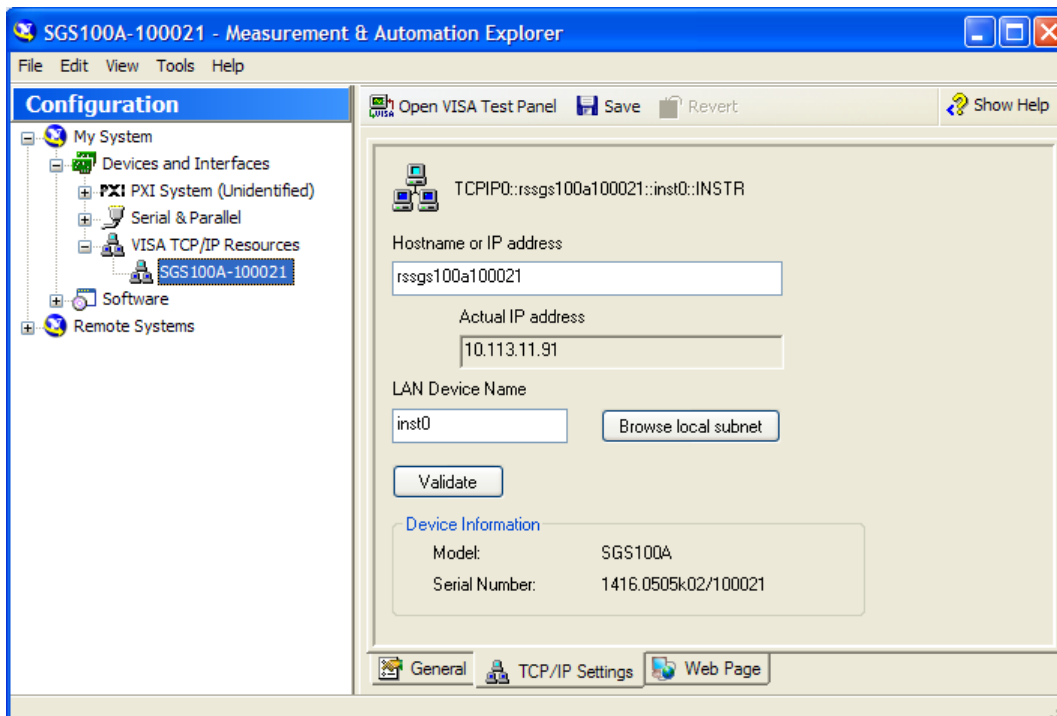 SGS100A-100021 - Measurement & Automation Explorer
File Edit View Tools Help
Configuration
My System
Devices and Interfaces
PXI PXI System (Unidentified)
Serial & Parallel
VISA TCP/IP Resources
SGS100A-100021
Software
Remote Systems
VISA Open VISA Test Panel Save Revert Show Help
TCPIP0::rssgs100a100021::inst0::INSTR
Hostname or IP address
rssgs100a100021
Actual IP address
10.113.11.91
LAN Device Name
inst0 Browse local subnet
Validate
Device Information
Model: SGS100A
Serial Number: 1416.0505k02/100021
General TCP/IP Settings Web Page